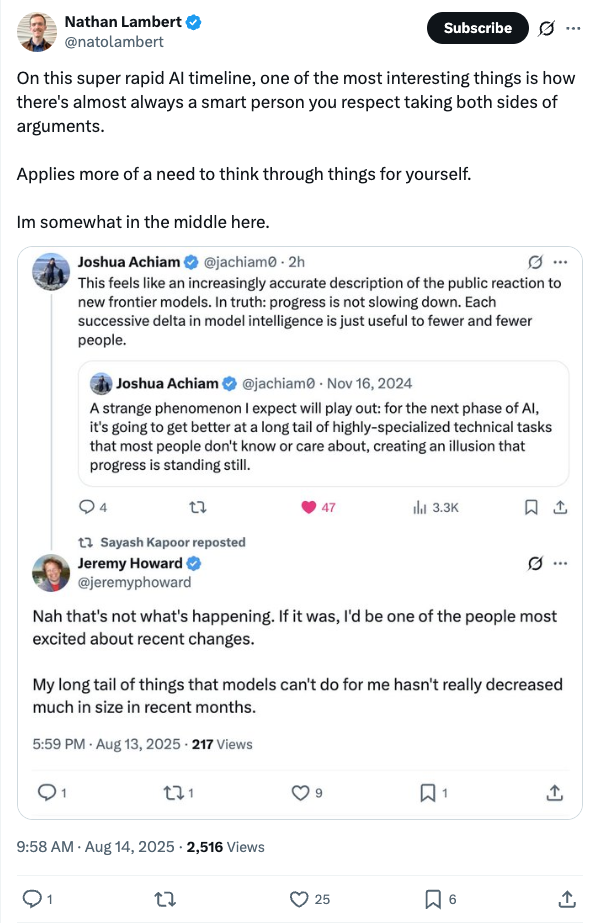 Nathan Lambert
@natolambert
Subscribe
On this super rapid AI timeline, one of the most interesting things is how
there's almost always a smart person you respect taking both sides of
arguments.
Applies more of a need to think through things for yourself.
Im somewhat in the middle here.
Joshua Achiam @jachiam0 · 2h
This feels like an increasingly accurate description of the public reaction to
new frontier models. In truth: progress is not slowing down. Each
successive delta in model intelligence is just useful to fewer and fewer
people.
Joshua Achiam @jachiam0 · Nov 16, 2024
A strange phenomenon I expect will play out: for the next phase of AI,
it's going to get better at a long tail of highly-specialized technical tasks
that most people don't know or care about, creating an illusion that
progress is standing still.
4 47 3.3K
Sayash Kapoor reposted
Jeremy Howard
@jeremyphoward
Nah that's not what's happening. If it was, I'd be one of the people most
excited about recent changes.
My long tail of things that models can't do for me hasn't really decreased
much in size in recent months.
5:59 PM · Aug 13, 2025 · 217 Views
1 1 9 1
9:58 AM · Aug 14, 2025 · 2,516 Views
1 25 6